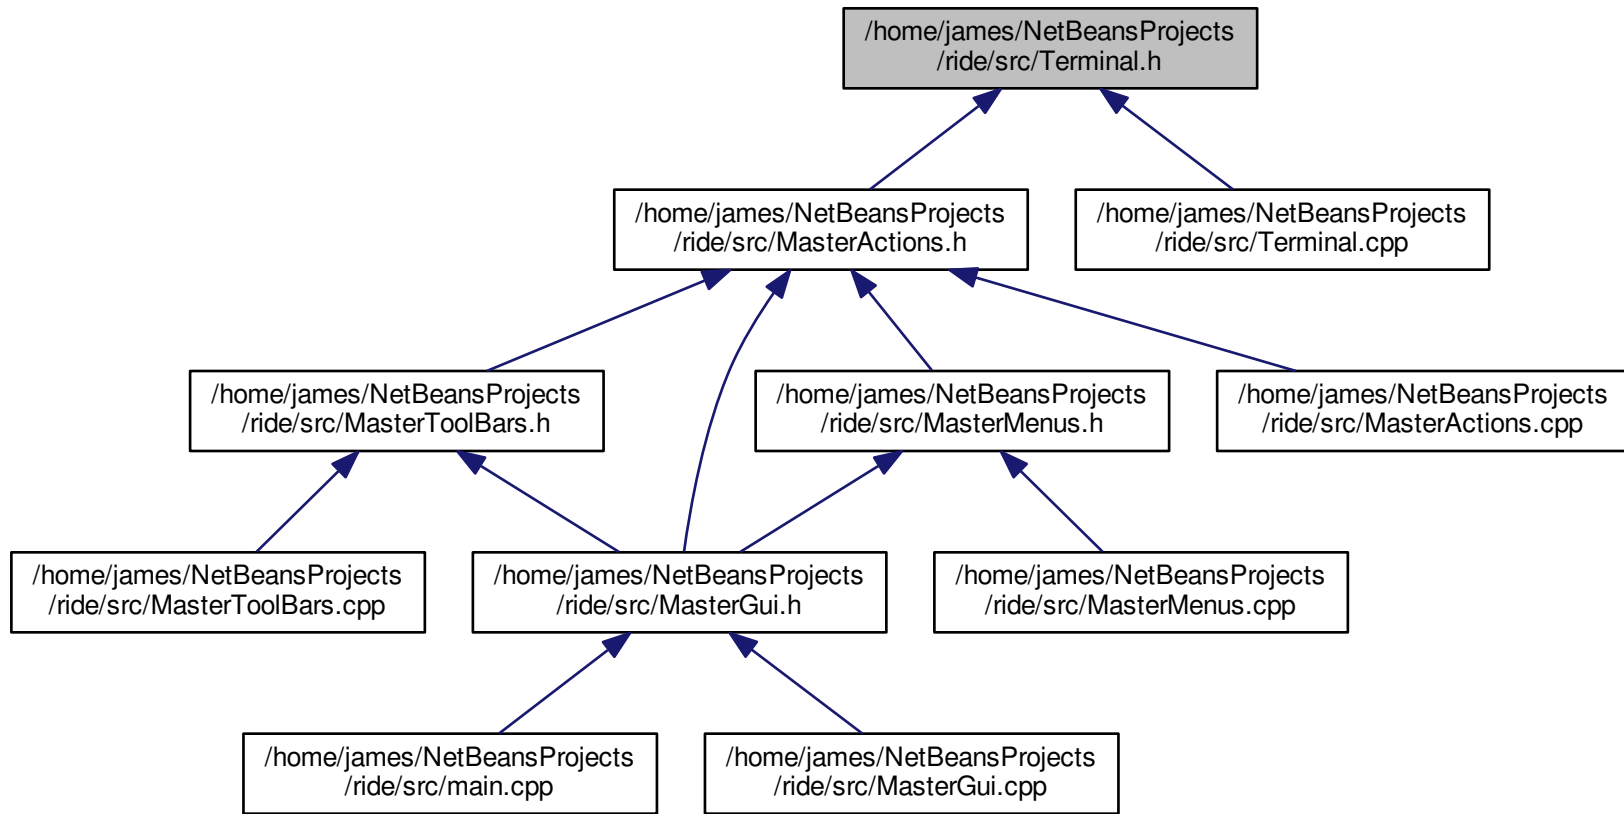 /home/james/NetBeansProjects
/ride/src/Terminal.h
/home/james/NetBeansProjects
/ride/src/MasterActions.h
/home/james/NetBeansProjects
/ride/src/Terminal.cpp
/home/james/NetBeansProjects
/ride/src/MasterToolBars.h
/home/james/NetBeansProjects
/ride/src/MasterMenus.h
/home/james/NetBeansProjects
/ride/src/MasterActions.cpp
/home/james/NetBeansProjects
/ride/src/MasterToolBars.cpp
/home/james/NetBeansProjects
/ride/src/MasterGui.h
/home/james/NetBeansProjects
/ride/src/MasterMenus.cpp
/home/james/NetBeansProjects
/ride/src/main.cpp
/home/james/NetBeansProjects
/ride/src/MasterGui.cpp